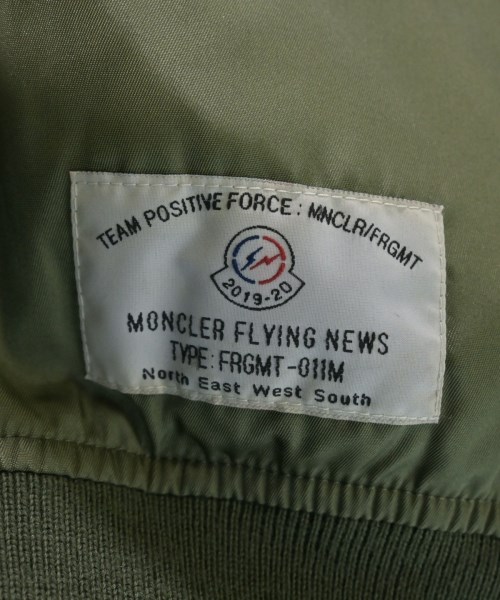 TEAM POSITIVE FORCE : MNCLR/FRGMT
2019-20
MONCLER FLYING NEWS
TYPE: FRGMT-011M
North East West South